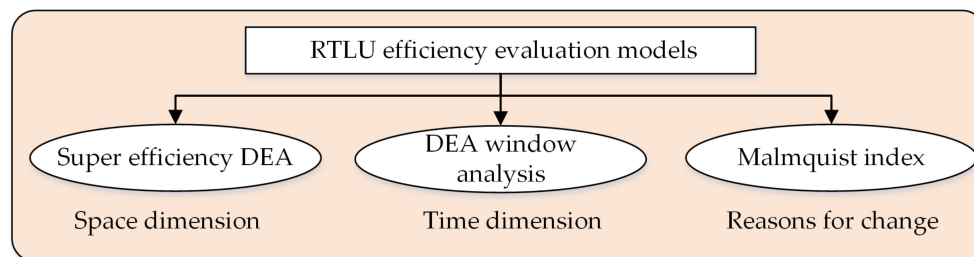 RTLU efficiency evaluation models
Super efficiency DEA
DEA window
analysis
Malmquist index
Space dimension
Time dimension
Reasons for change